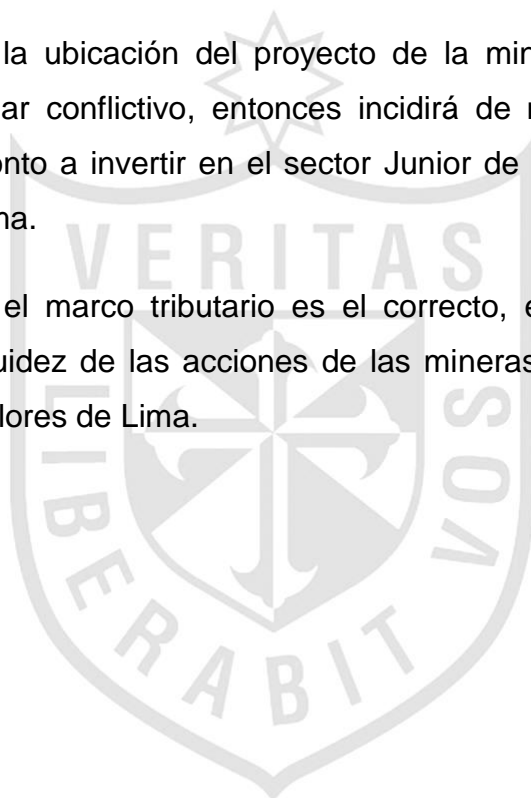 la ubicación del proyecto de la min
ar conflictivo, entonces incidirá de
onto a invertir en el sector Junior de
na.
VERITAS
el marco tributario es el correcto,
uidez de las acciones de las mineras
lores de Lima.
LIBERABIT VOS